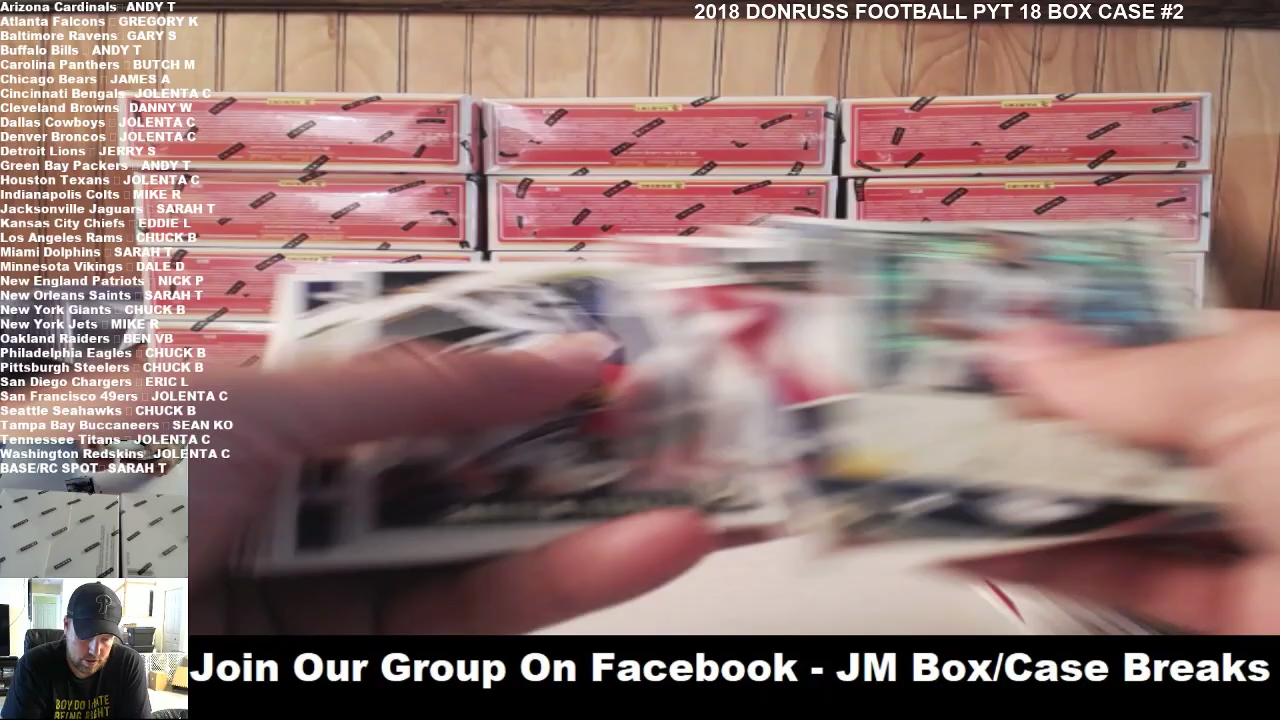 2018 DONRUSS FOOTBALL PYT 18 BOX CASE #2
Arizona Cardinals ANDY T
Atlanta Falcons GREGORY K
Baltimore Ravens GARY S
Buffalo Bills ANDY T
Carolina Panthers BUTCH M
Chicago Bears JAMES A
Cincinnati Bengals JOLENTA C
Cleveland Browns DANNY W
Dallas Cowboys JOLENTA C
Denver Broncos JOLENTA C
Detroit Lions JERRY S
Green Bay Packers ANDY T
Houston Texans JOLENTA C
Indianapolis Colts MIKE R
Jacksonville Jaguars SARAH T
Kansas City Chiefs EDDIE L
Los Angeles Rams CHUCK B
Miami Dolphins SARAH T
Minnesota Vikings DALE D
New England Patriots NICK P
New Orleans Saints SARAH T
New York Giants CHUCK B
New York Jets MIKE R
Oakland Raiders BEN VB
Philadelphia Eagles CHUCK B
Pittsburgh Steelers CHUCK B
San Diego Chargers ERIC L
San Francisco 49ers JOLENTA C
Seattle Seahawks CHUCK B
Tampa Bay Buccaneers SEAN KO
Tennessee Titans JOLENTA C
Washington Redskins JOLENTA C
BASE/RC SPOT SARAH T
BOY DO I HATE
BEING RIGHT
Join Our Group On Facebook - JM Box/Case Breaks